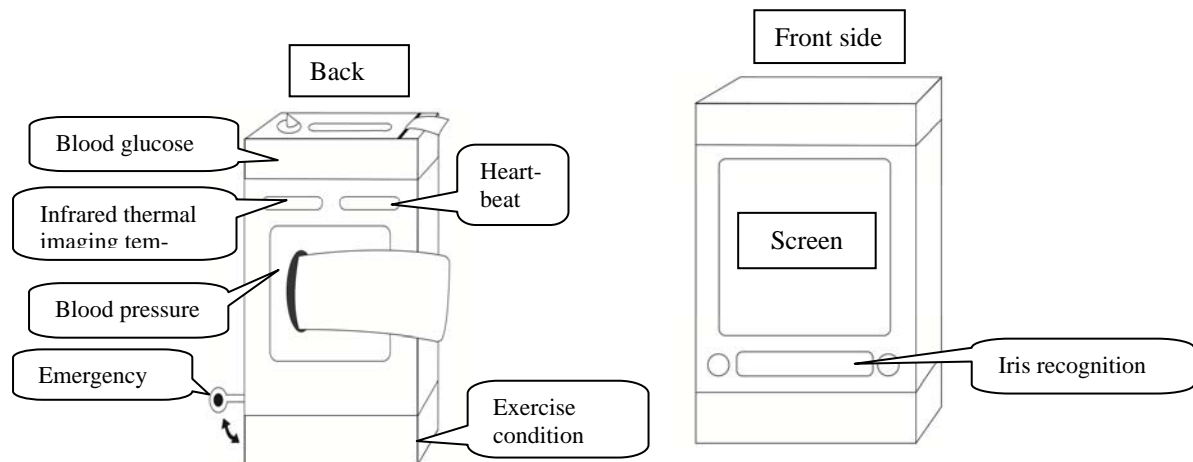 Front side
Back
Blood glucose
Heart-
beat
Infrared thermal
imaging tem-
Screen
Blood pressure
Emergency
Iris recognition
Exercise
condition